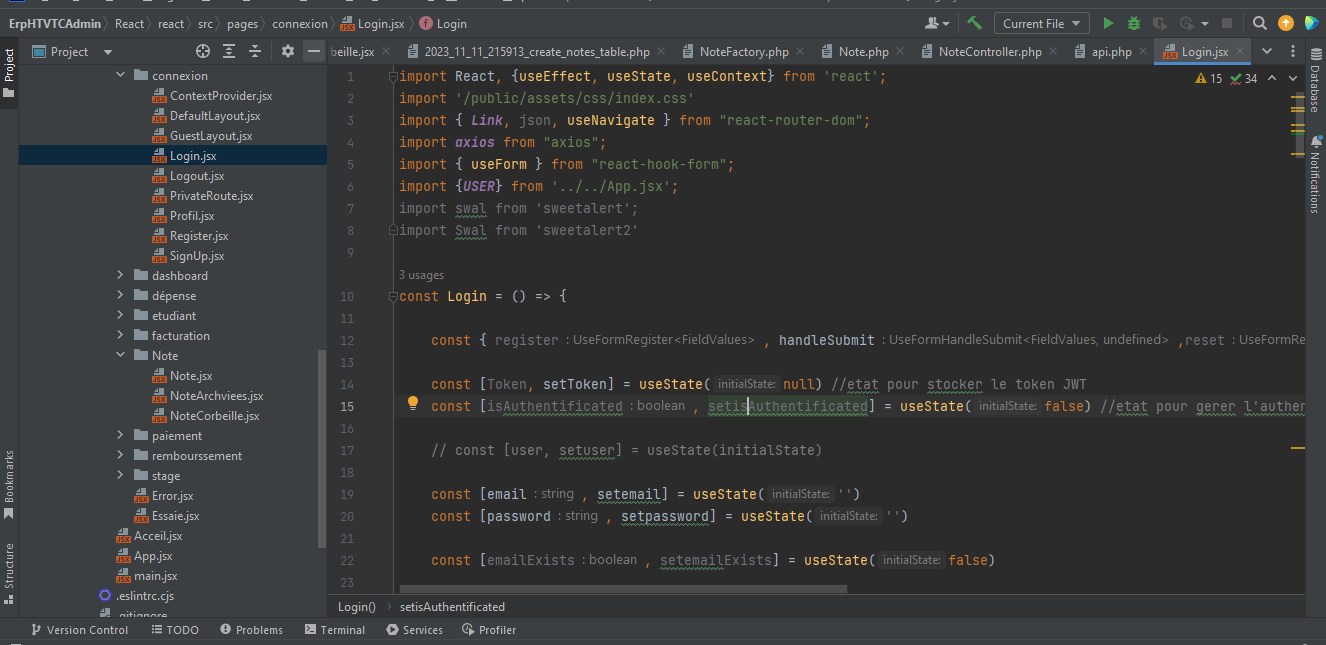 ErpHTVTCAdmin React react src pages connexion Login.jsx Login Current File
Project beille.jsx 2023_11_11_215913_create_notes_table.php NoteFactory.php Note.php NoteController.php api.php Login.jsx
Project
Bookmarks
Structure
connexion
ContextProvider.jsx
DefaultLayout.jsx
GuestLayout.jsx
Login.jsx
Logout.jsx
PrivateRoute.jsx
Profil.jsx
Register.jsx
SignUp.jsx
dashboard
dépense
etudiant
facturation
Note
Note.jsx
NoteArchviees.jsx
NoteCorbeille.jsx
paiement
rembourssement
stage
Error.jsx
Essaie.jsx
Acceil.jsx
App.jsx
main.jsx
.eslintrc.cjs
.gitignore
15 34
1 import React, {useEffect, useState, useContext} from 'react';
2 import '/public/assets/css/index.css'
3 import { Link, json, useNavigate } from "react-router-dom";
4 import axios from "axios";
5 import { useForm } from "react-hook-form";
6 import {USER} from '../../App.jsx';
7 import swal from 'sweetalert';
8 import Swal from 'sweetalert2'
9
3 usages
10 const Login = () => {
11
12 const { register : UseFormRegister<FieldValues> , handleSubmit : UseFormHandleSubmit<FieldValues, undefined> ,reset : UseFormRe
13
14 const [Token, setToken] = useState( initialState: null) //etat pour stocker le token JWT
15 const [isAuthentificated : boolean , setisAuthentificated] = useState( initialState: false) //etat pour gerer l'authen
16
17 // const [user, setuser] = useState(initialState)
18
19 const [email : string , setemail] = useState( initialState: '')
20 const [password : string , setpassword] = useState( initialState: '')
21
22 const [emailExists : boolean , setemailExists] = useState( initialState: false)
23
Database
Notifications
Login() setisAuthentificated
Version Control TODO Problems Terminal Services Profiler